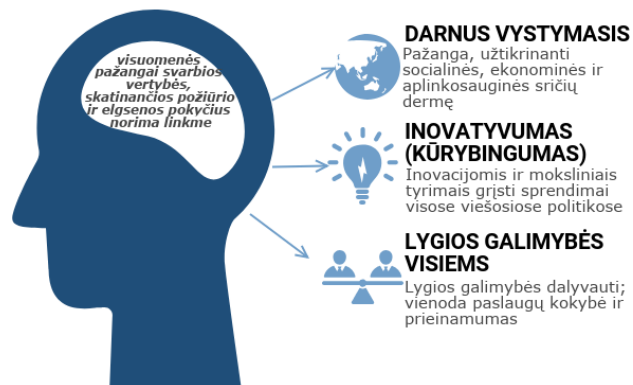 visuomenės
pažangai svarbios
vertybės,
skatinančios požiūrio
ir elgsenos pokyčius
norima linkme
DARNUS VYSTYMASIS
Pažanga, užtikrinanti
socialinės, ekonominės ir
aplinkosauginės sričių
dermę
INOVATYVUMAS
(KŪRYBINGUMAS)
Inovacijomis ir moksliniais
tyrimais grįsti sprendimai
visose viešosiose politikose
LYGIOS GALIMYBĖS
VISIEMS
Lygios galimybės dalyvauti;
vienoda paslaugų kokybė ir
prieinamumas